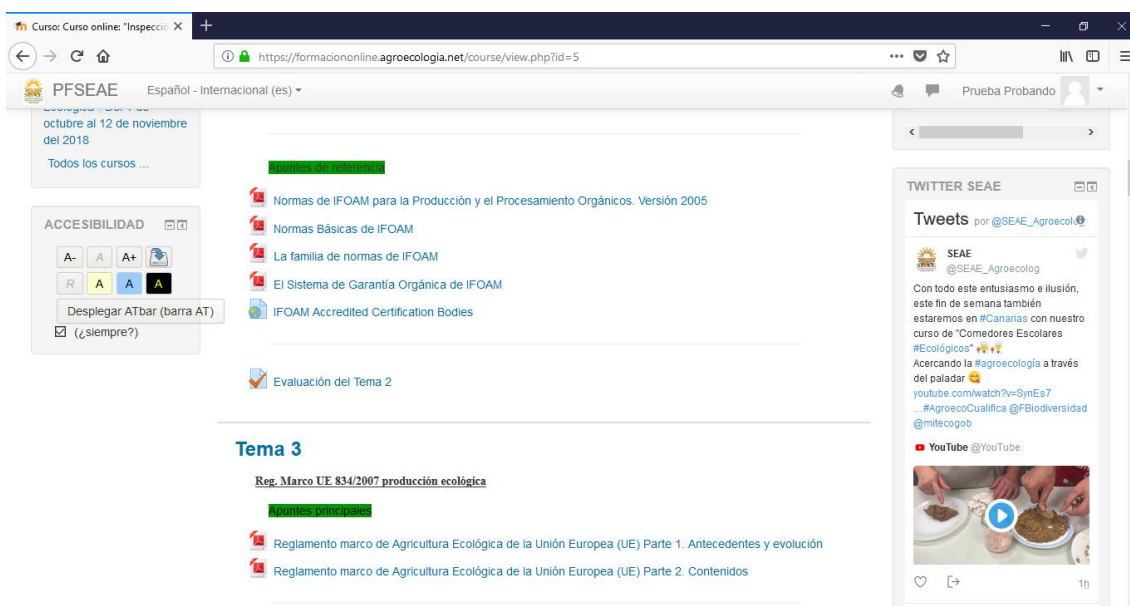 Curso: Curso online: "Inspecció
https://formaciononline.agroecologia.net/course/view.php?id=5
PFSEAE
Español - Internacional (es)
Prueba Probando
octubre al 12 de noviembre
del 2018
Todos los cursos ...
ACCESIBILIDAD
A- A A+
R A A A
Desplegar ATbar (barra AT)
(¿siempre?)
Apuntes de referencia
Normas de IFOAM para la Producción y el Procesamiento Orgánicos. Versión 2005
Normas Básicas de IFOAM
La familia de normas de IFOAM
El Sistema de Garantía Orgánica de IFOAM
IFOAM Accredited Certification Bodies
Evaluación del Tema 2
Tema 3
Reg. Marco UE 834/2007 producción ecológica
Apuntes principales
Reglamento marco de Agricultura Ecológica de la Unión Europea (UE) Parte 1. Antecedentes y evolución
Reglamento marco de Agricultura Ecológica de la Unión Europea (UE) Parte 2. Contenidos
TWITTER SEAE
Tweets por @SEAE_Agroecolog
SEAE
@SEAE_Agroecolog
Con todo este entusiasmo e ilusión,
este fin de semana también
estaremos en #Canarias con nuestro
curso de "Comedores Escolares
#Ecológicos"
Acercando la #agroecología a través
del paladar
youtube.com/watch?v=SynEs7
…#AgroecoCualifica @FBiodiversidad
@mitecogob
YouTube @YouTube
1h